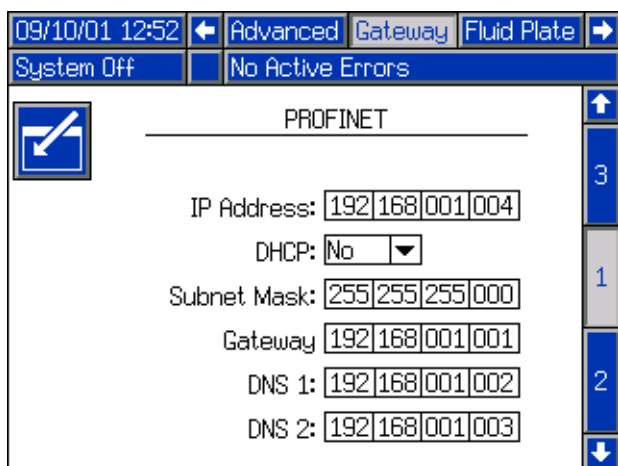 09/10/01 12:52 Advanced Gateway Fluid Plate
System Off No Active Errors
PROFINET
3
IP Address: 192 168 001 004
DHCP: No
1
Subnet Mask: 255 255 255 000
Gateway 192 168 001 001
DNS 1: 192 168 001 002
2
DNS 2: 192 168 001 003